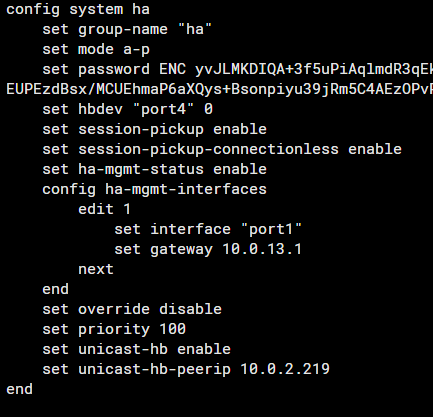 config system ha
set group-name "ha"
set mode a-p
set password ENC yvJLMKDIQA+3f5uPiAqlmdR3qEk
EUPEzdBsx/MCUEhmaP6aXQys+Bsonpiyu39jRm5C4AEzOPvP
set hbdev "port4" 0
set session-pickup enable
set session-pickup-connectionless enable
set ha-mgmt-status enable
config ha-mgmt-interfaces
edit 1
set interface "port1"
set gateway 10.0.13.1
next
end
set override disable
set priority 100
set unicast-hb enable
set unicast-hb-peerip 10.0.2.219
end